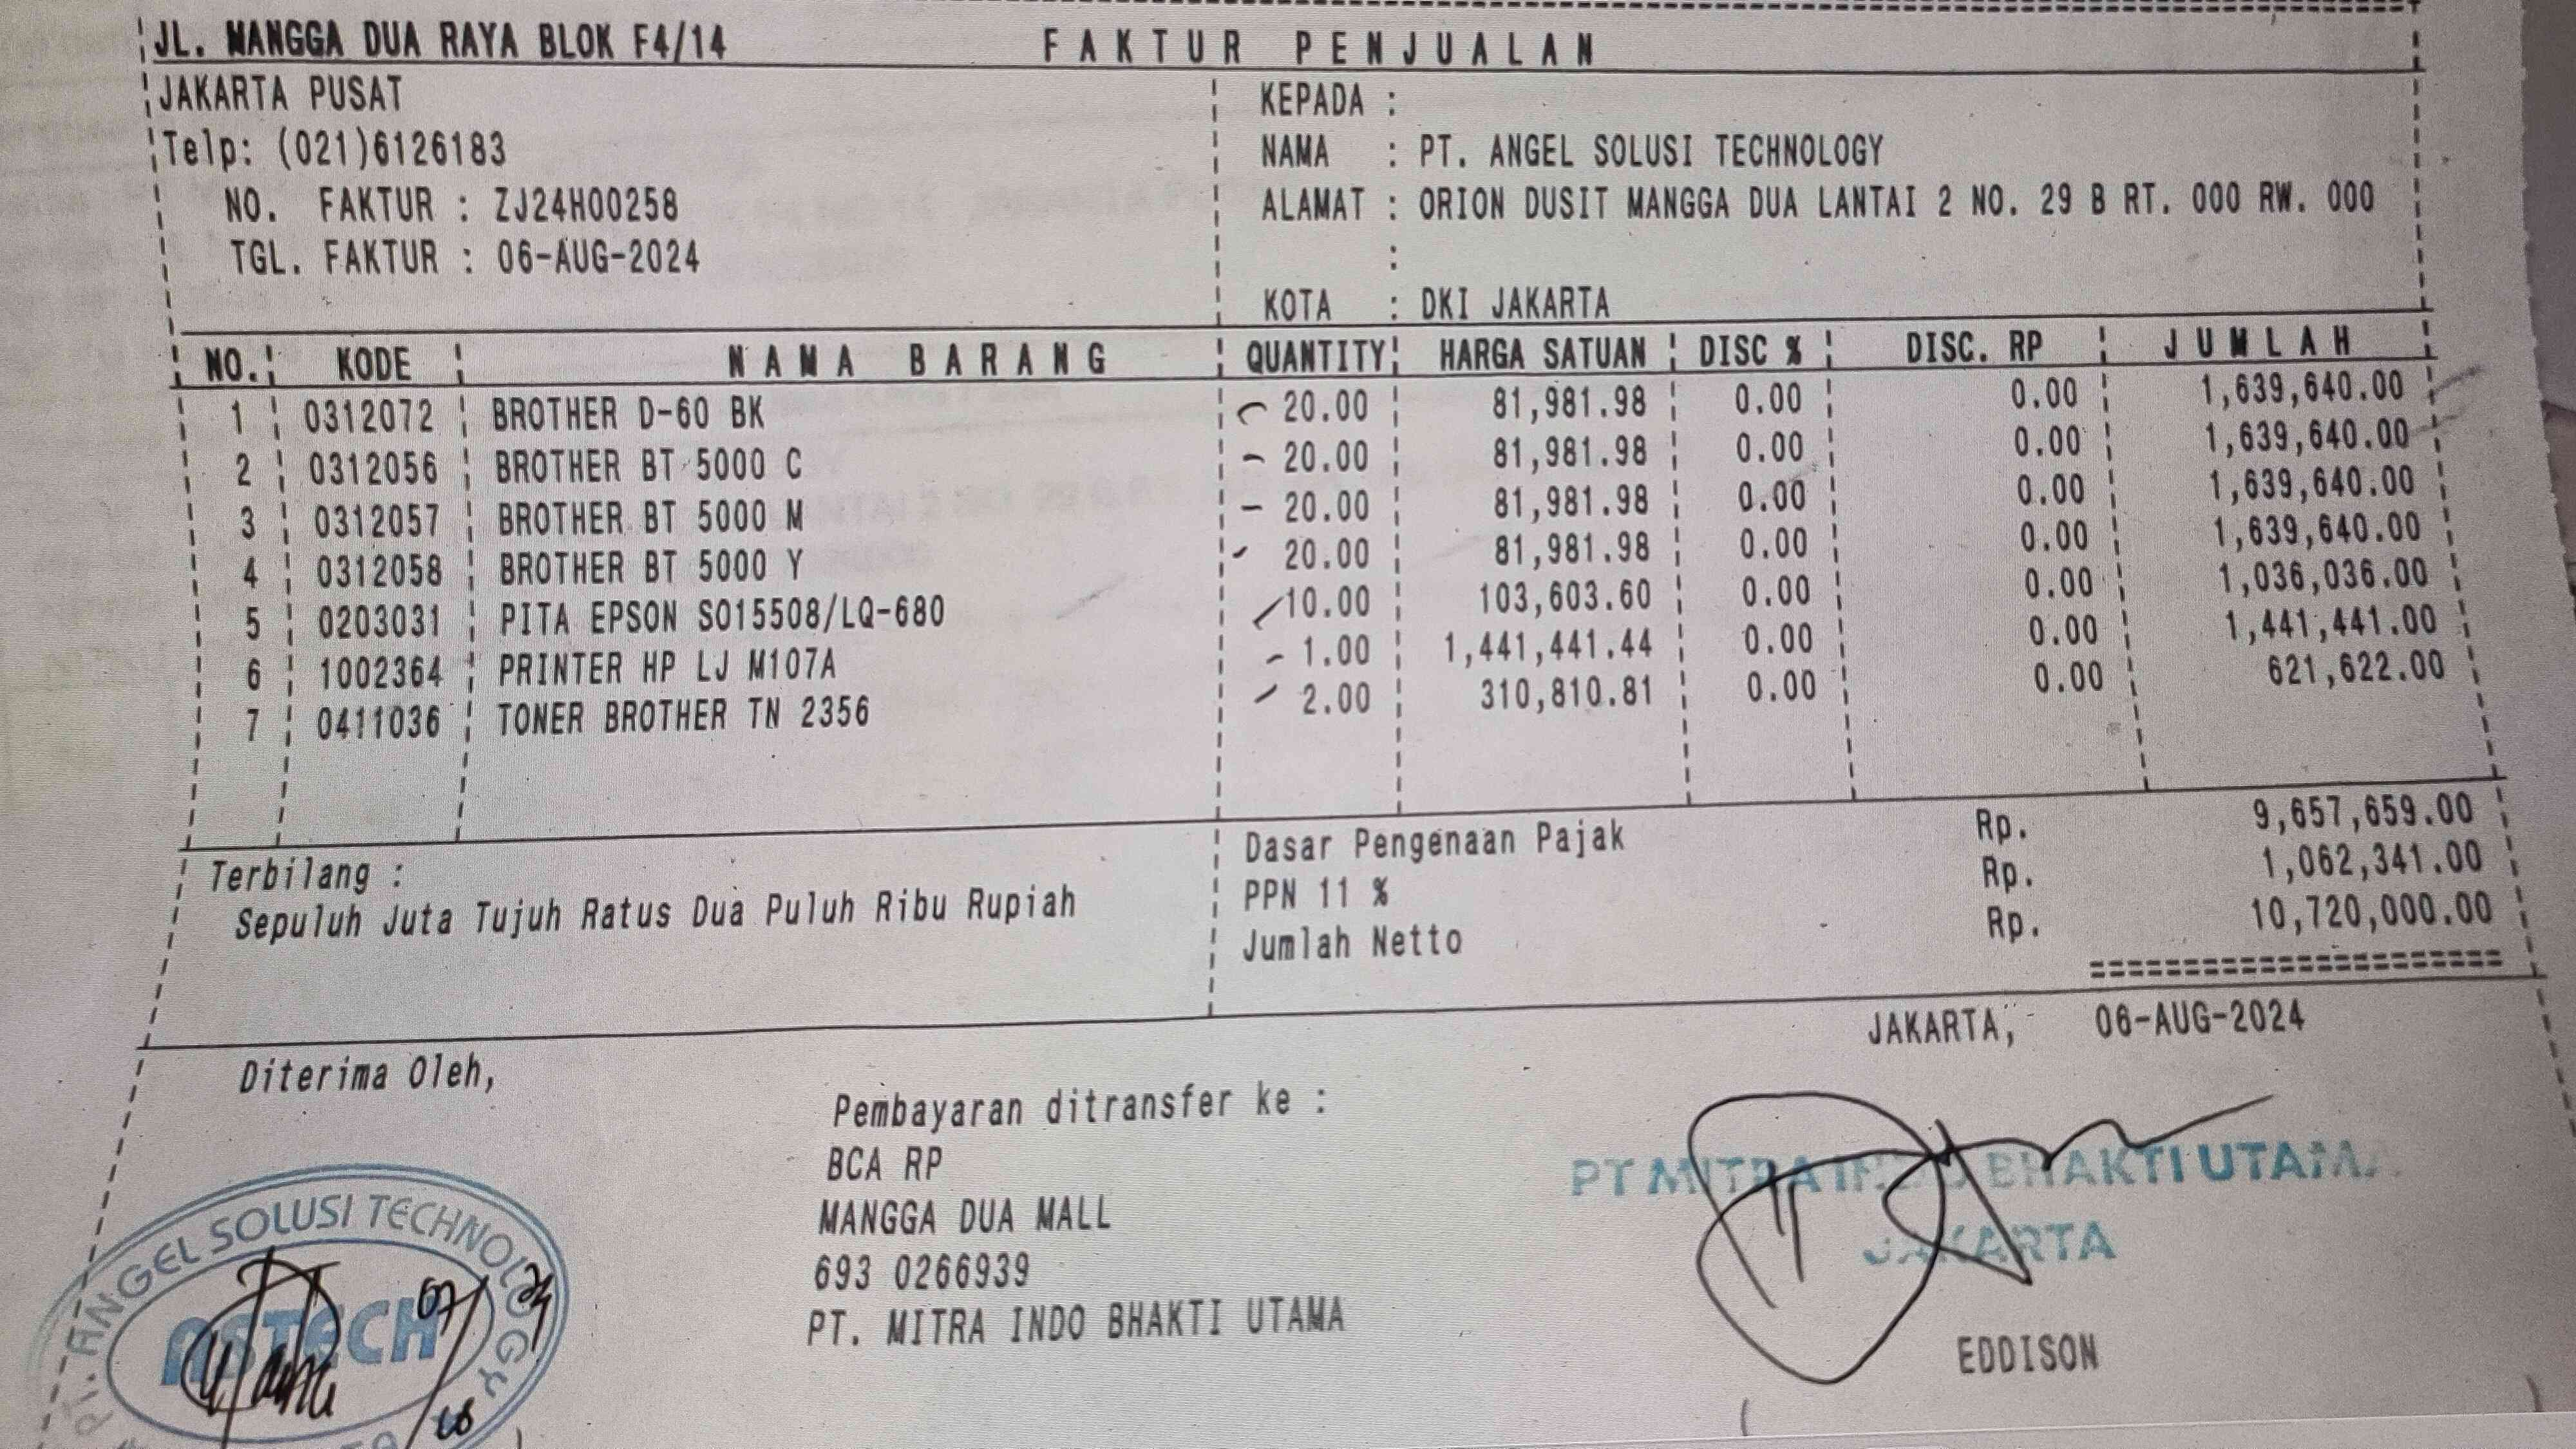 JL. MANGGA DUA RAYA BLOK F4/14 FAKTUR PENJUALAN
JAKARTA PUSAT
Telp: (021)6126183
NO. FAKTUR : ZJ24H00258
TGL. FAKTUR : 06-AUG-2024
KEPADA :
NAMA : PT. ANGEL SOLUSI TECHNOLOGY
ALAMAT : ORION DUSIT MANGGA DUA LANTAI 2 NO. 29 B RT. 000 RW. 000
:
KOTA : DKI JAKARTA
NO. KODE NAMA BARANG QUANTITY HARGA SATUAN DISC % DISC. RP JUMLAH
1 0312072 BROTHER D-60 BK 20.00 81,981.98 0.00 0.00 1,639,640.00
2 0312056 BROTHER BT 5000 C 20.00 81,981.98 0.00 0.00 1,639,640.00
3 0312057 BROTHER BT 5000 M 20.00 81,981.98 0.00 0.00 1,639,640.00
4 0312058 BROTHER BT 5000 Y 20.00 81,981.98 0.00 0.00 1,639,640.00
5 0203031 PITA EPSON SO15508/LQ-680 10.00 103,603.60 0.00 0.00 1,036,036.00
6 1002364 PRINTER HP LJ M107A 1.00 1,441,441.44 0.00 0.00 1,441,441.00
7 0411036 TONER BROTHER TN 2356 2.00 310,810.81 0.00 0.00 621,622.00
Terbilang :
Sepuluh Juta Tujuh Ratus Dua Puluh Ribu Rupiah
Dasar Pengenaan Pajak Rp. 9,657,659.00
PPN 11 % Rp. 1,062,341.00
Jumlah Netto Rp. 10,720,000.00
======================
JAKARTA, 06-AUG-2024
Diterima Oleh,
Pembayaran ditransfer ke :
BCA RP
MANGGA DUA MALL
693 0266939
PT. MITRA INDO BHAKTI UTAMA
PT. ANGEL SOLUSI TECHNOLOGY
ASTECH
PT MITRA INDO BHAKTI UTAMA
JAKARTA
EDDISON